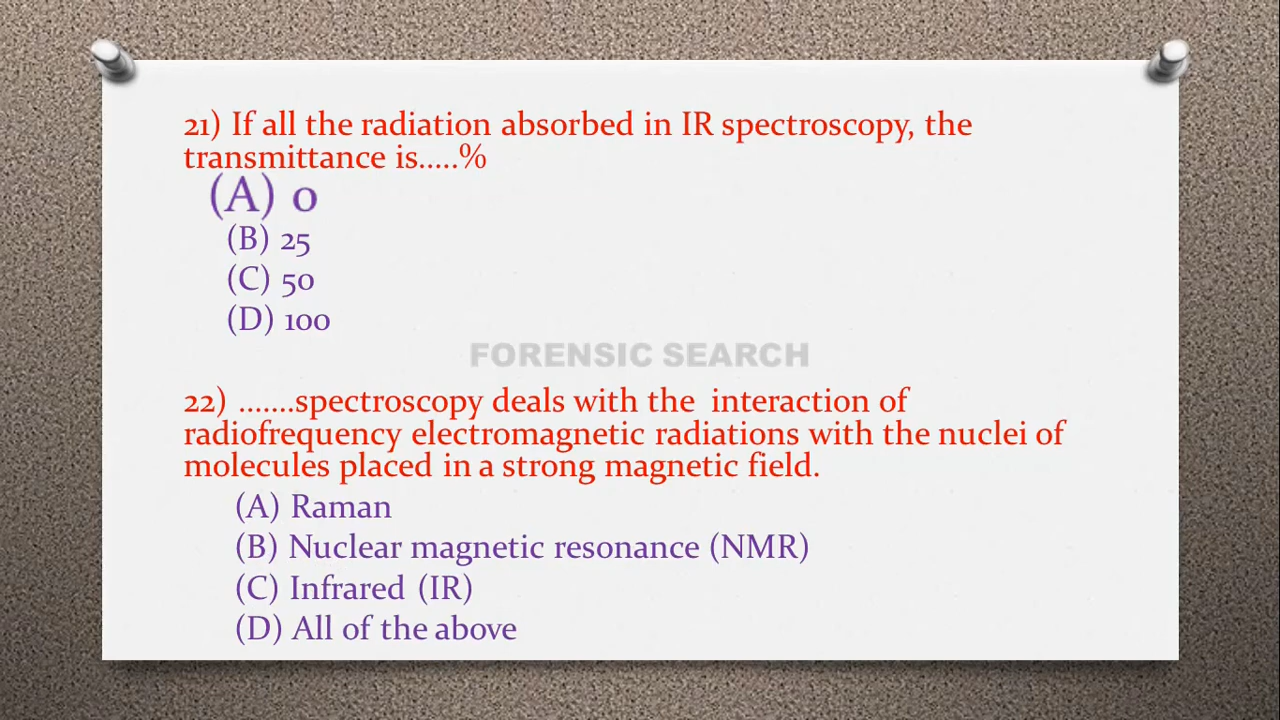 21) If all the radiation absorbed in IR spectroscopy, the
transmittance is.....%
(A) 0
(B) 25
(C) 50
(D) 100
FORENSIC SEARCH
22) .......spectroscopy deals with the interaction of
radiofrequency electromagnetic radiations with the nuclei of
molecules placed in a strong magnetic field.
(A) Raman
(B) Nuclear magnetic resonance (NMR)
(C) Infrared (IR)
(D) All of the above